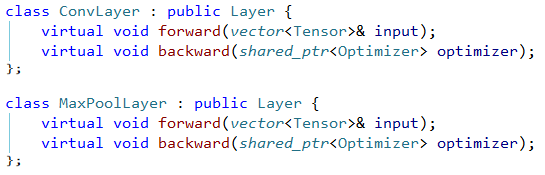 class ConvLayer : public Layer {
    virtual void forward(vector<Tensor>& input);
    virtual void backward(shared_ptr<Optimizer> optimizer);
};
class MaxPoolLayer : public Layer {
    virtual void forward(vector<Tensor>& input);
    virtual void backward(shared_ptr<Optimizer> optimizer);
};